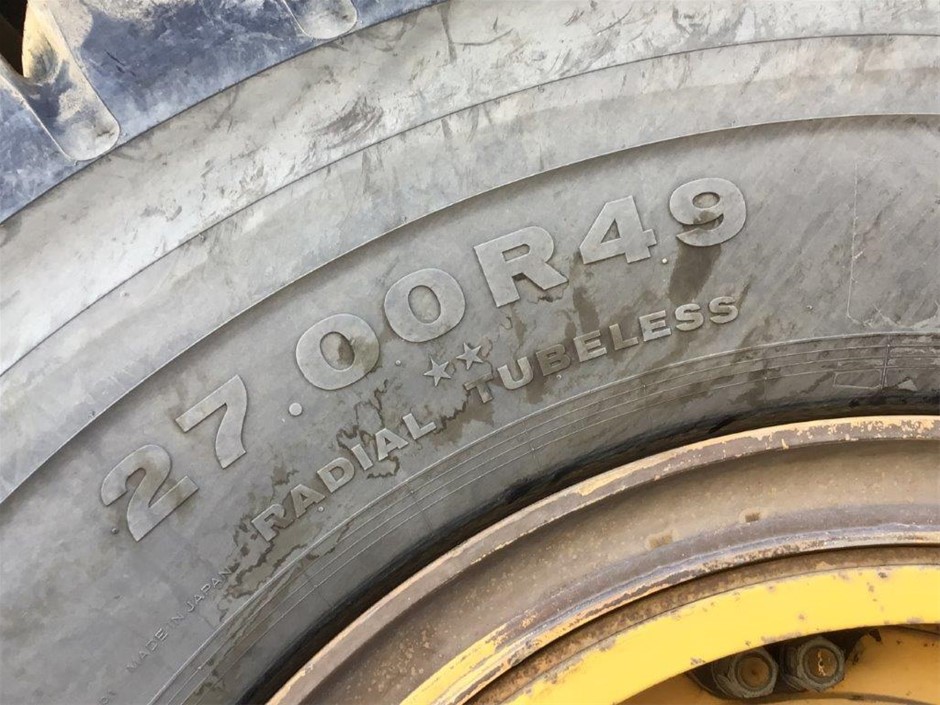 27.00R49
★★
RADIAL TUBELESS
MADE IN JAPAN